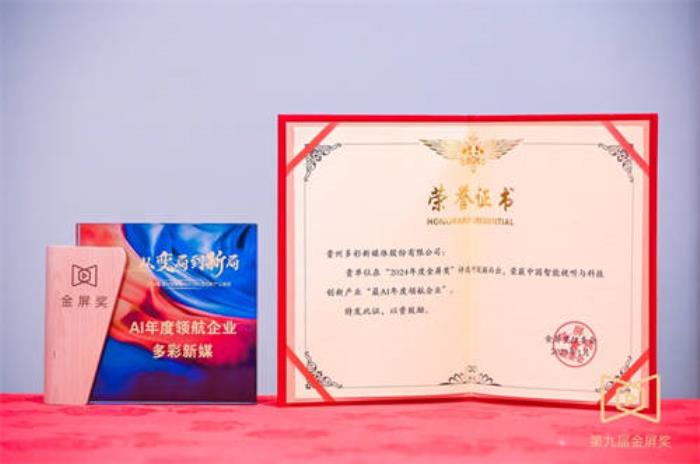 金屏奖
从变局到新局
AI年度领航企业
多彩新媒
荣誉证书
HONORARY CREDENTIAL
贵州多彩新媒体股份有限公司：
贵单位在“2024年度金屏奖”评选中脱颖而出，荣获中国智能视听与科技
创新产业“最AI年度领航企业”。
特发此证，以资鼓励。
第九届金屏奖